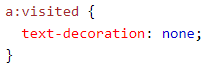 a:visited {
  text-decoration: none;
}